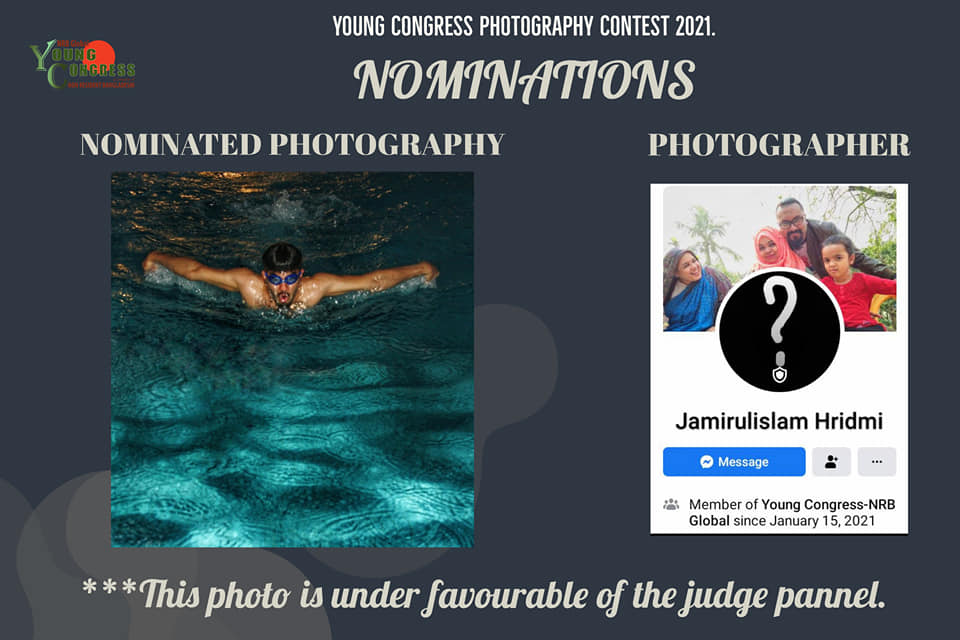 YOUNG CONGRESS PHOTOGRAPHY CONTEST 2021.
NOMINATIONS
YOUNG
CONGRESS
NOMINATED PHOTOGRAPHY
PHOTOGRAPHER
?
Jamirulislam Hridmi
Message
Member of Young Congress-NRB
Global since January 15, 2021
***This photo is under favourable of the judge pannel.